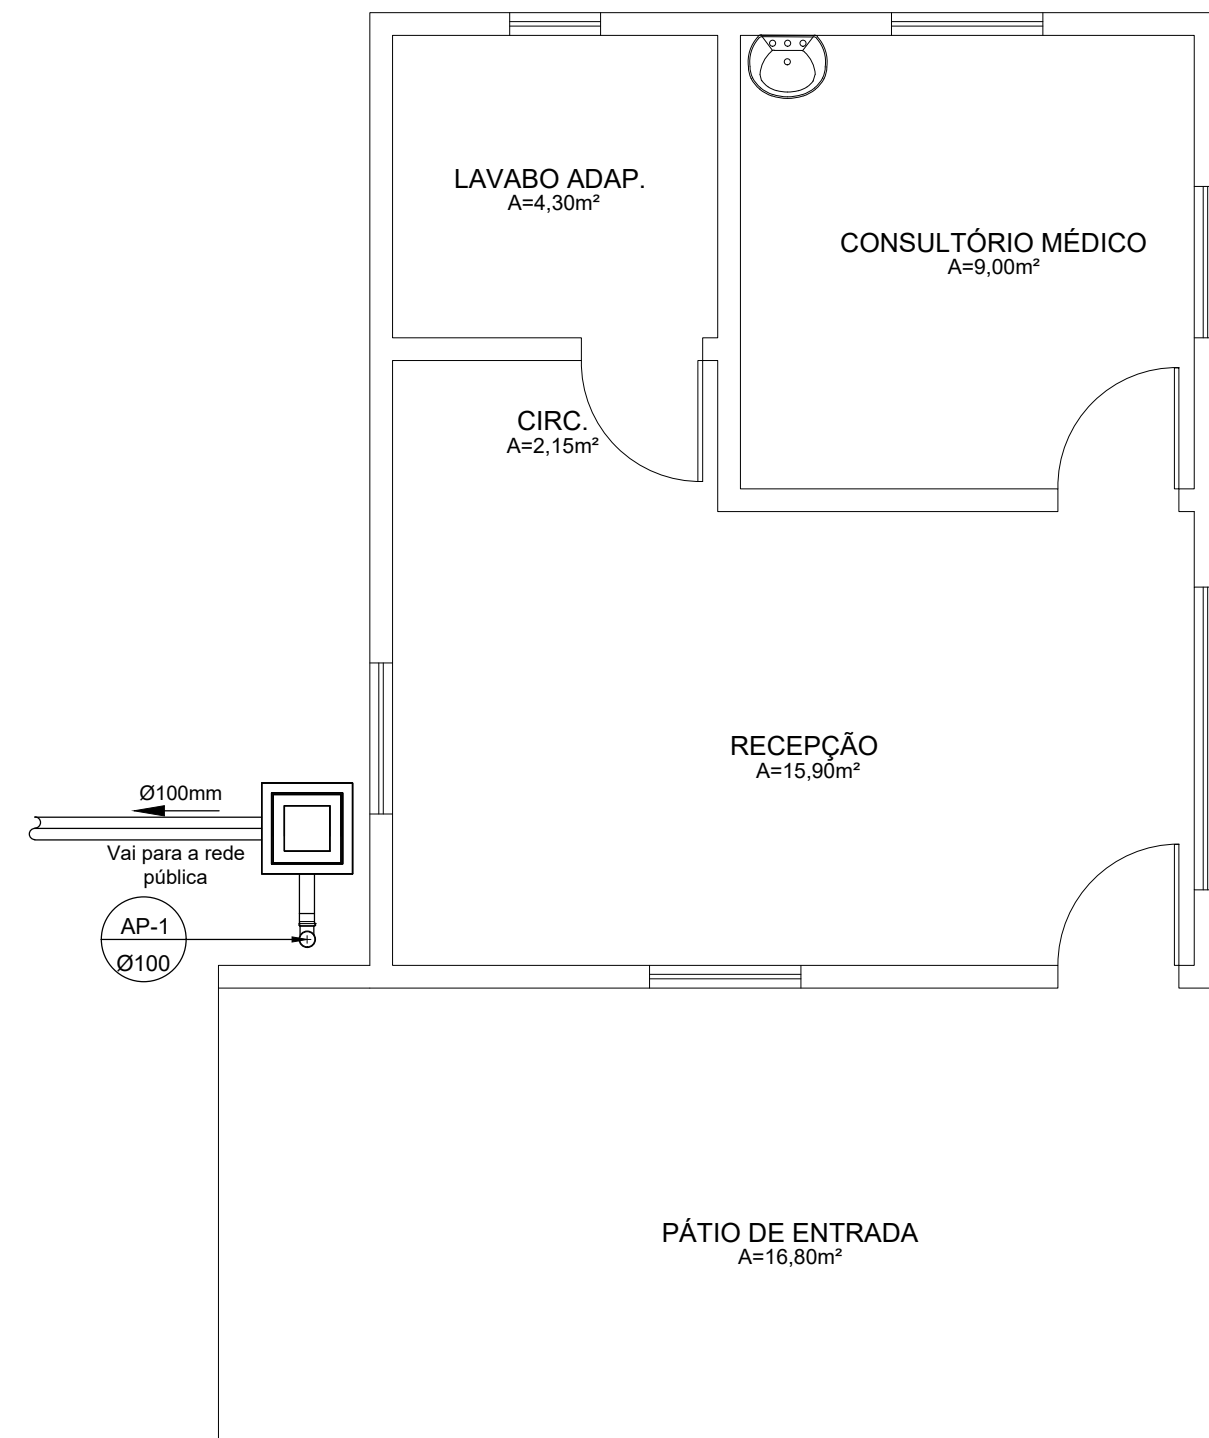 LAVABO ADAP.
A=4,30m²
CONSULTÓRIO MÉDICO
A=9,00m²
CIRC.
A=2,15m²
RECEPÇÃO
A=15,90m²
Ø100mm
Vai para a rede
pública
AP-1
Ø100
PÁTIO DE ENTRADA
A=16,80m²